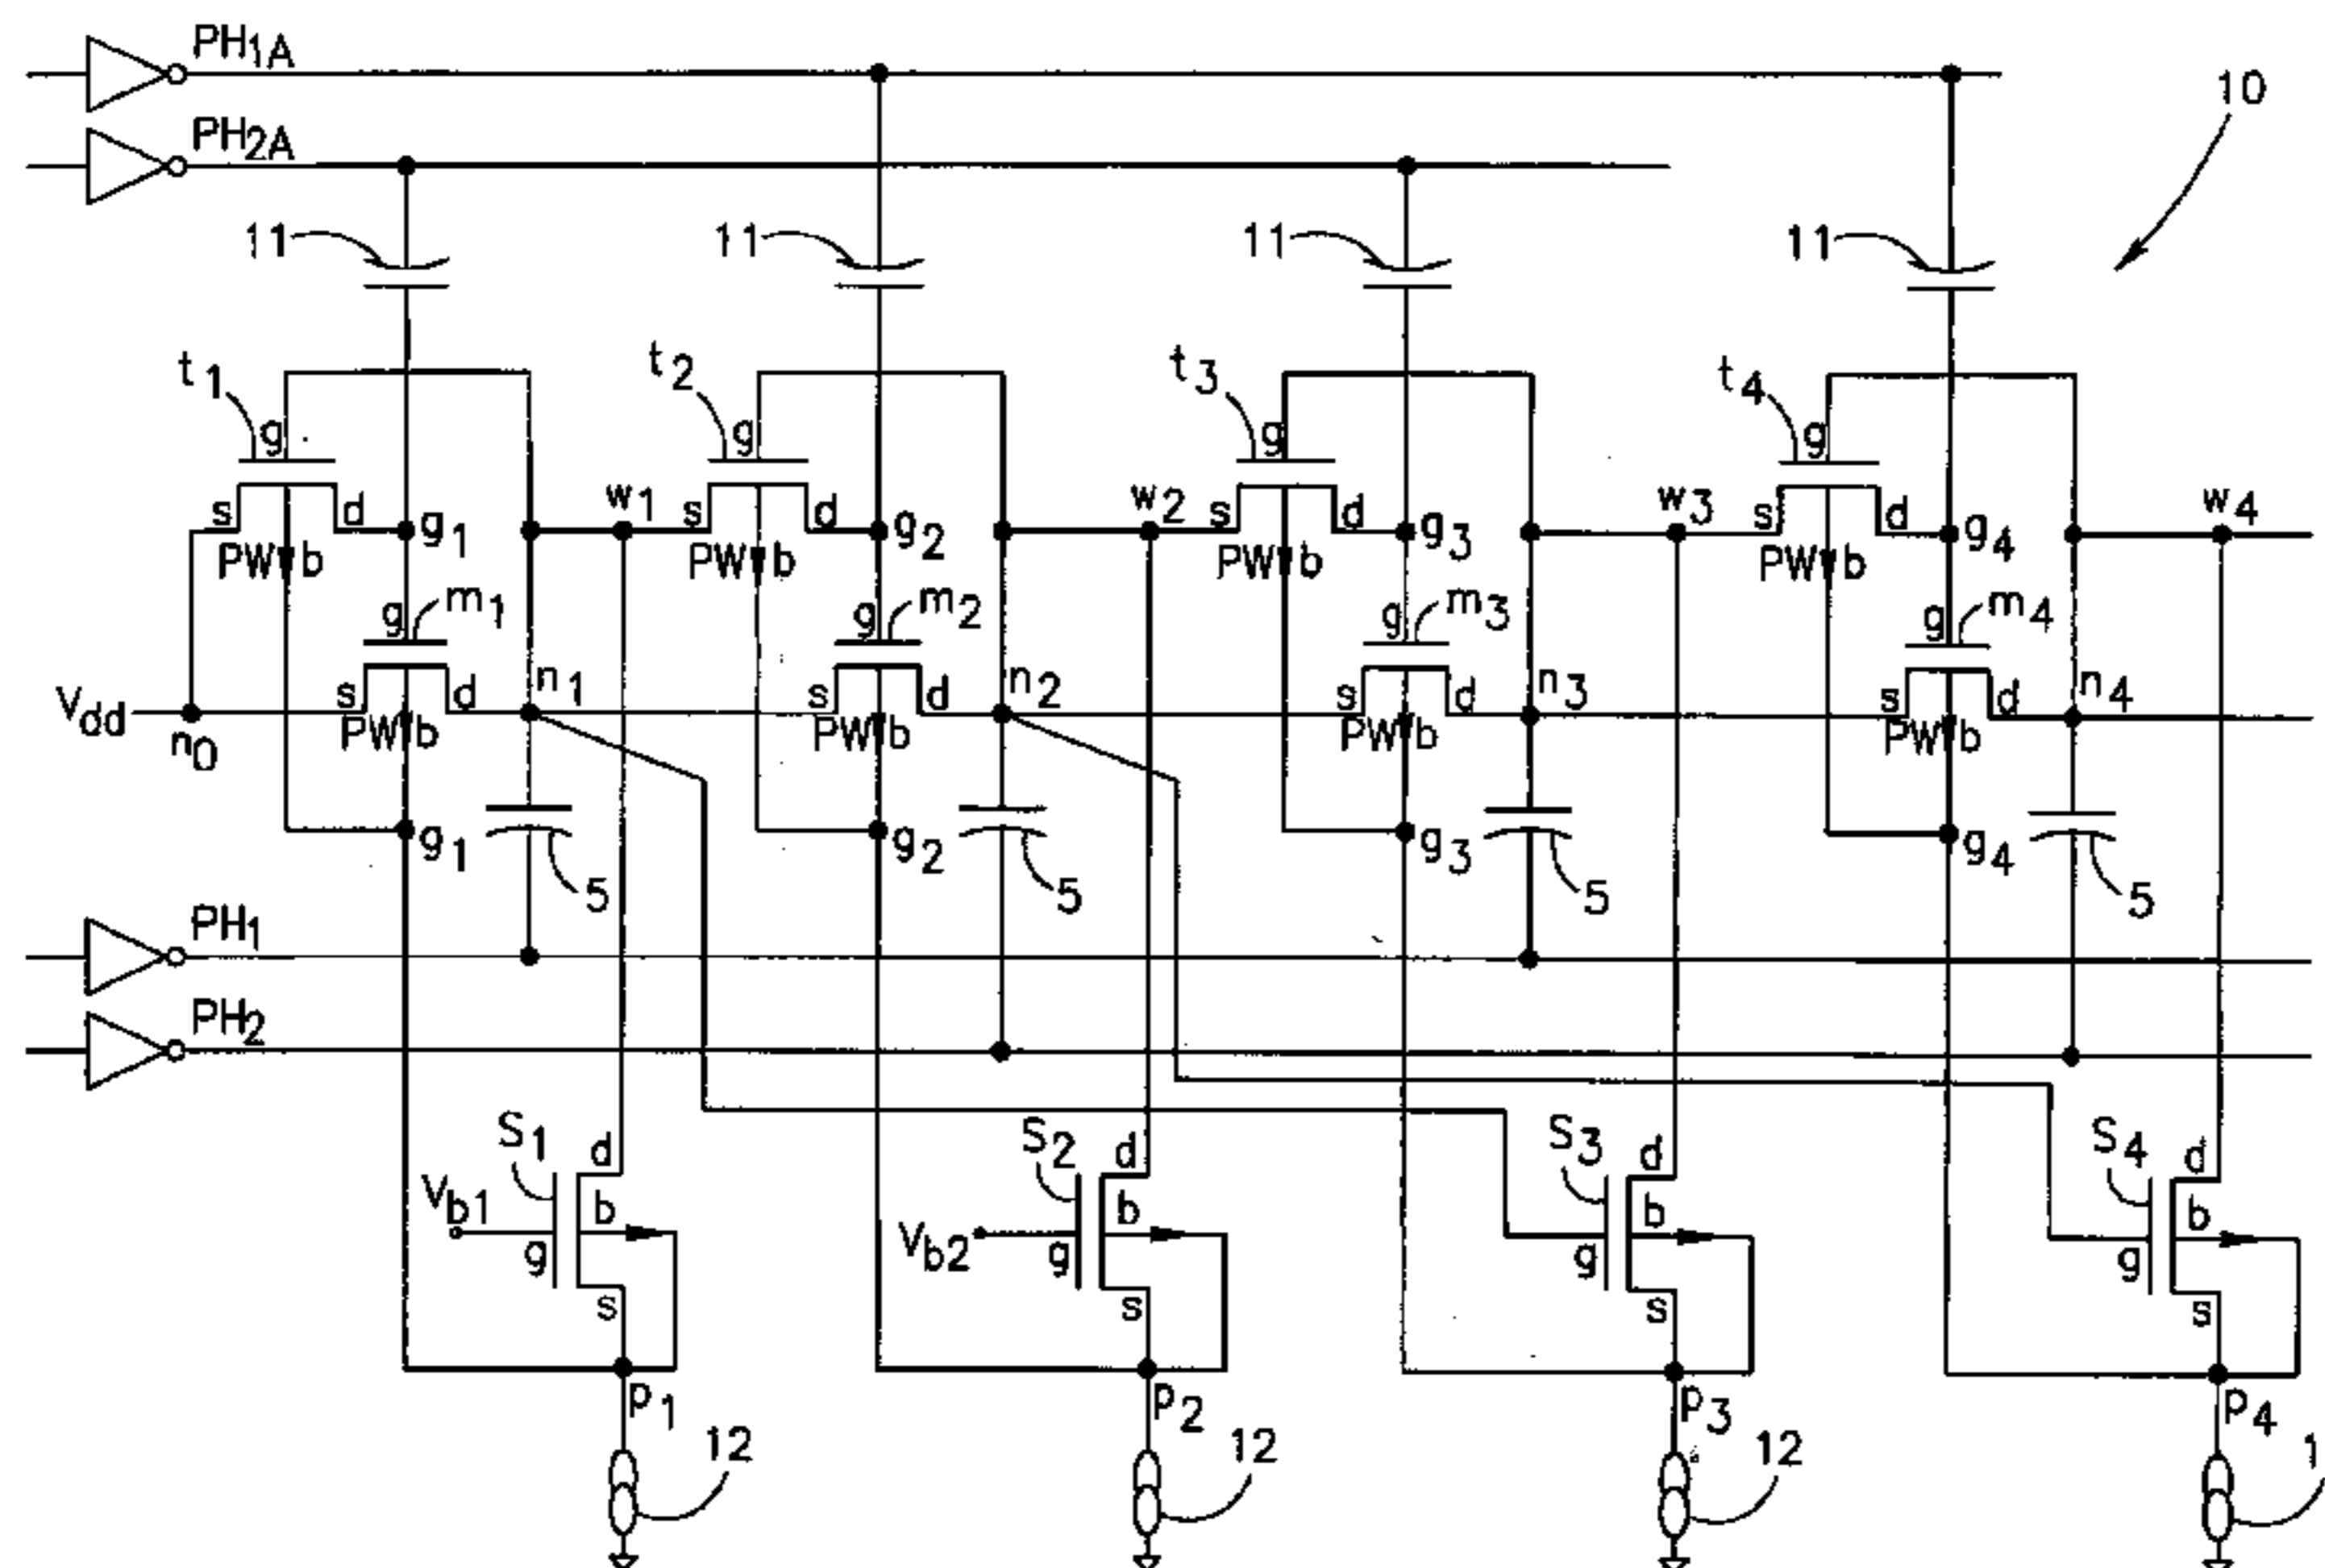 PH1A
10
PH2A
11 11 11 11
t1 t2 t3 t4
g g g g
s d g1 w1 s d g2 w2 s d g3 w3 s d g4 w4
PW b PW b PW b PW b
g m1 g m2 g m3 g m4
Vdd n0 s d n1 s d n2 s d n3 s d n4
PW b PW b PW b PW b
g1 g2 g3 g4
5 5 5 5
PH1
PH2
S1 d S2 d S3 d S4 d
Vb1 g b Vb2 g b g b g b
s s s s
p1 p2 p3 p4
12 12 12 1